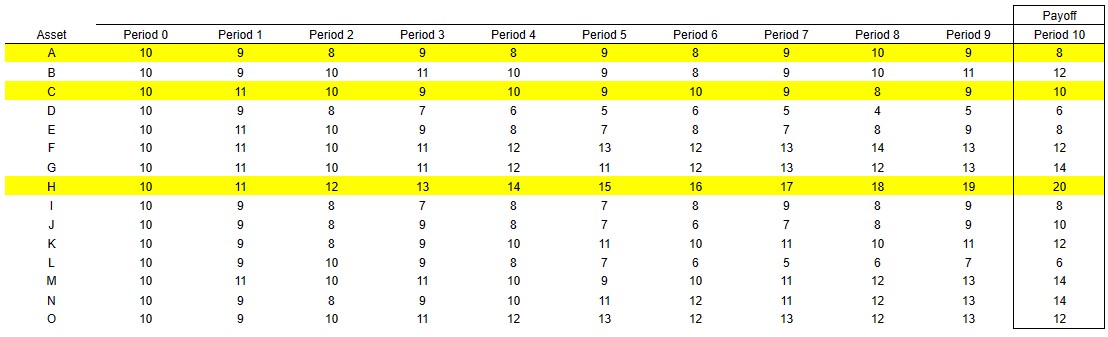 Payoff
Asset Period 0 Period 1 Period 2 Period 3 Period 4 Period 5 Period 6 Period 7 Period 8 Period 9 Period 10
A 10 9 8 9 8 9 8 9 10 9 8
B 10 9 10 11 10 9 8 9 10 11 12
C 10 11 10 9 10 9 10 9 8 9 10
D 10 9 8 7 6 5 6 5 4 5 6
E 10 11 10 9 8 7 8 7 8 9 8
F 10 11 10 11 12 13 12 13 14 13 12
G 10 11 10 11 12 11 12 13 12 13 14
H 10 11 12 13 14 15 16 17 18 19 20
I 10 9 8 7 8 7 8 9 8 9 8
J 10 9 8 9 8 7 6 7 8 9 10
K 10 9 8 9 10 11 10 11 10 11 12
L 10 9 10 9 8 7 6 5 6 7 6
M 10 11 10 11 10 9 10 11 12 13 14
N 10 9 8 9 10 11 12 11 12 13 14
O 10 9 10 11 12 13 12 13 12 13 12